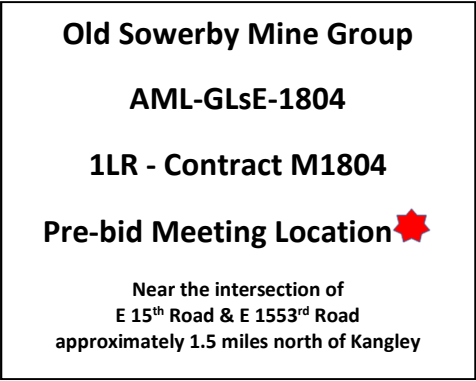 Old Sowerby Mine Group
AML-GLsE-1804
1LR - Contract M1804
Pre-bid Meeting Location
Near the intersection of
E 15th Road & E 1553rd Road
approximately 1.5 miles north of Kangley